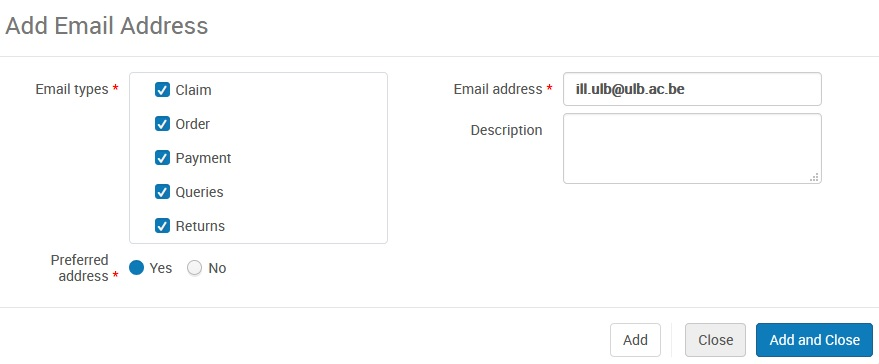 Add Email Address
Email types *
Claim
Order
Payment
Queries
Returns
Email address *
ill.ulb@ulb.ac.be
Description
Preferred
address *
Yes
No
Add
Close
Add and Close